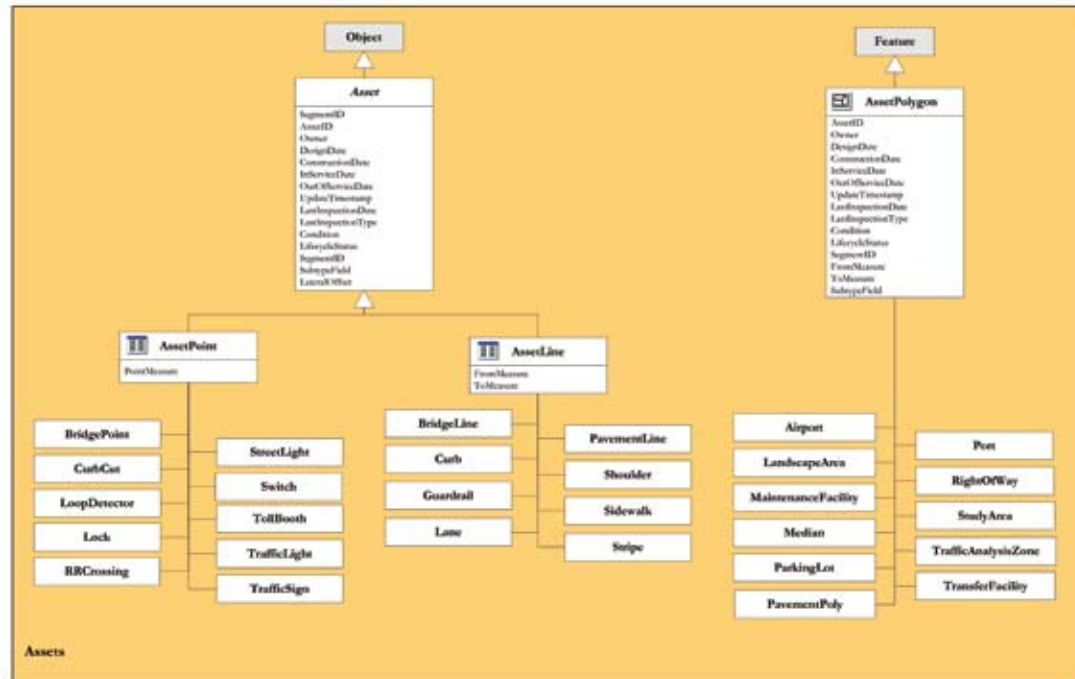 Object
Asset
SegmentID
AssetID
Owner
DesignDate
ConstructionDate
InServiceDate
OutOfServiceDate
UpdateTimestamp
LastInspectionDate
LastInspectionType
Condition
LifecycleStatus
SegmentID
SubtypeField
LateralOffset
AssetPoint
PointMeasure
BridgePoint
CurbCut
LoopDetector
Lock
RRCrossing
StreetLight
Switch
TollBooth
TrafficLight
TrafficSign
AssetLine
FromMeasure
ToMeasure
BridgeLine
Curb
Guardrail
Lane
PavementLine
Shoulder
Sidewalk
Stripe
Feature
AssetPolygon
AssetID
Owner
DesignDate
ConstructionDate
InServiceDate
OutOfServiceDate
UpdateTimestamp
LastInspectionDate
LastInspectionType
Condition
LifecycleStatus
SegmentID
FromMeasure
ToMeasure
SubtypeField
Airport
LandscapeArea
MaintenanceFacility
Median
ParkingLot
PavementPoly
Port
RightOfWay
StudyArea
TrafficAnalysisZone
TransferFacility
Assets